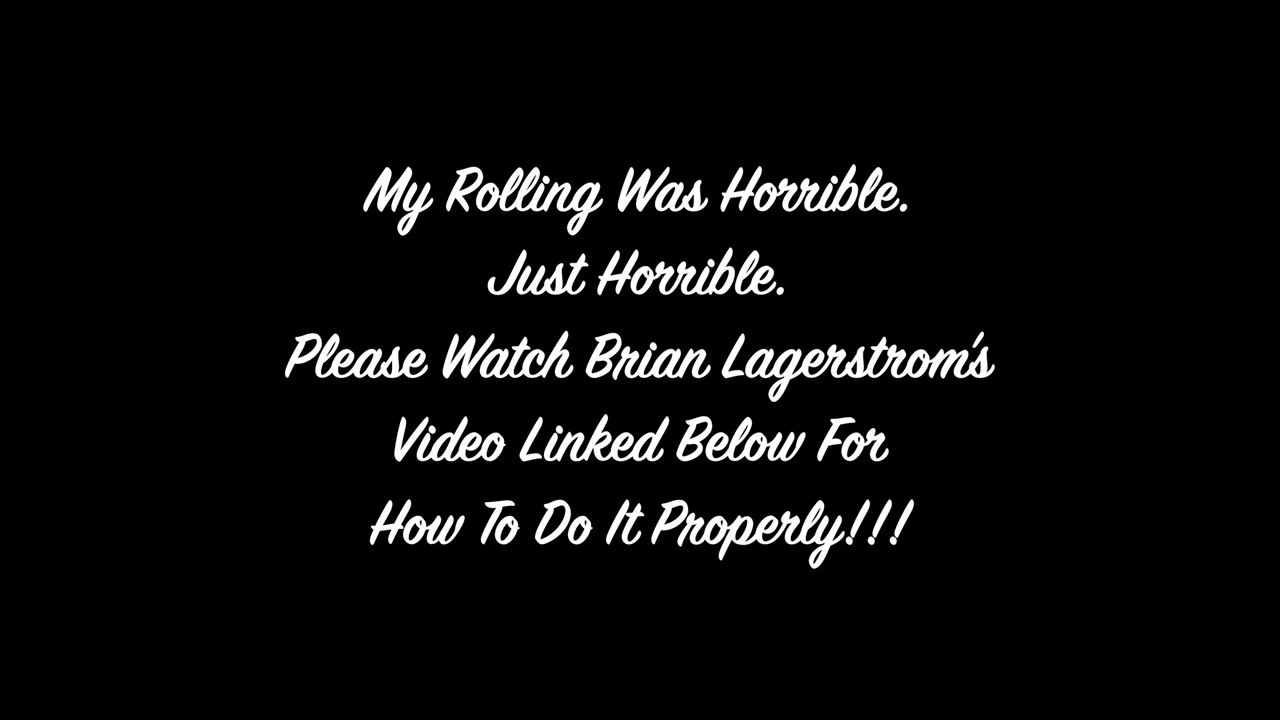 My Rolling Was Horrible.
Just Horrible.
Please Watch Brian Lagerstrom's
Video Linked Below For
How To Do It Properly!!!